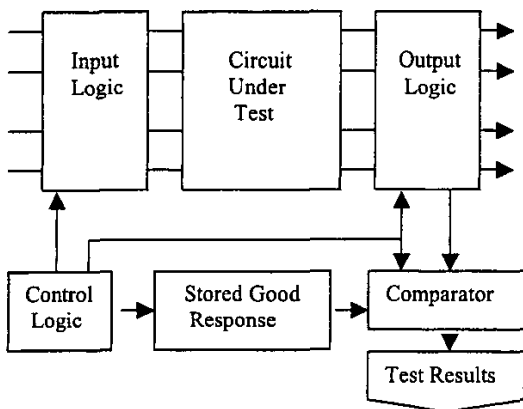 Input
Logic
Circuit
Under
Test
Output
Logic
Control
Logic
Stored Good
Response
Comparator
Test Results